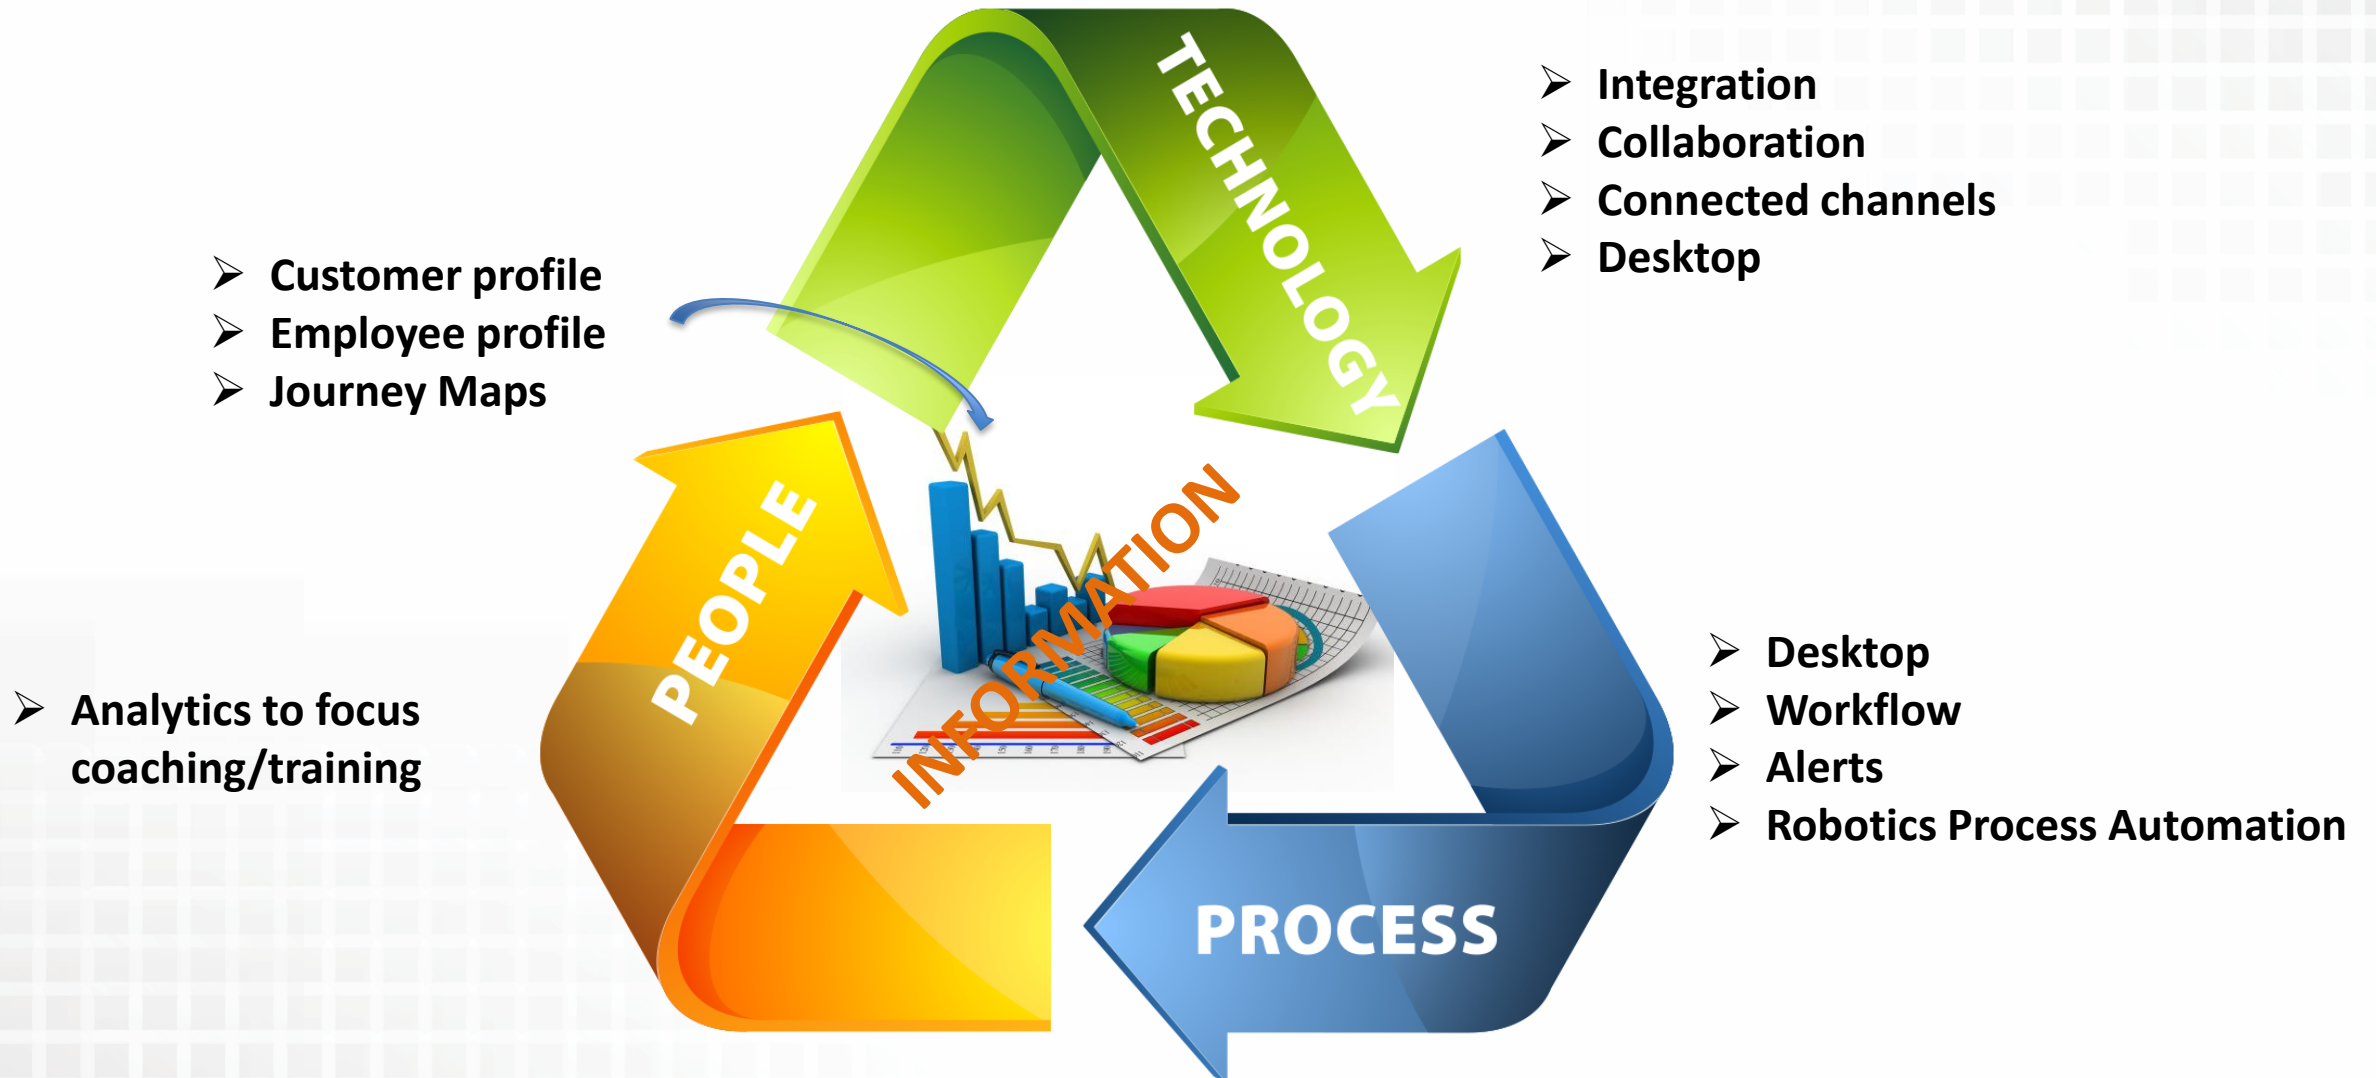 TECHNOLOGY
➢ Integration
➢ Collaboration
➢ Connected channels
➢ Desktop
➢ Customer profile
➢ Employee profile
➢ Journey Maps
PEOPLE
INFORMATION
➢ Analytics to focus
coaching/training
➢ Desktop
➢ Workflow
➢ Alerts
➢ Robotics Process Automation
PROCESS